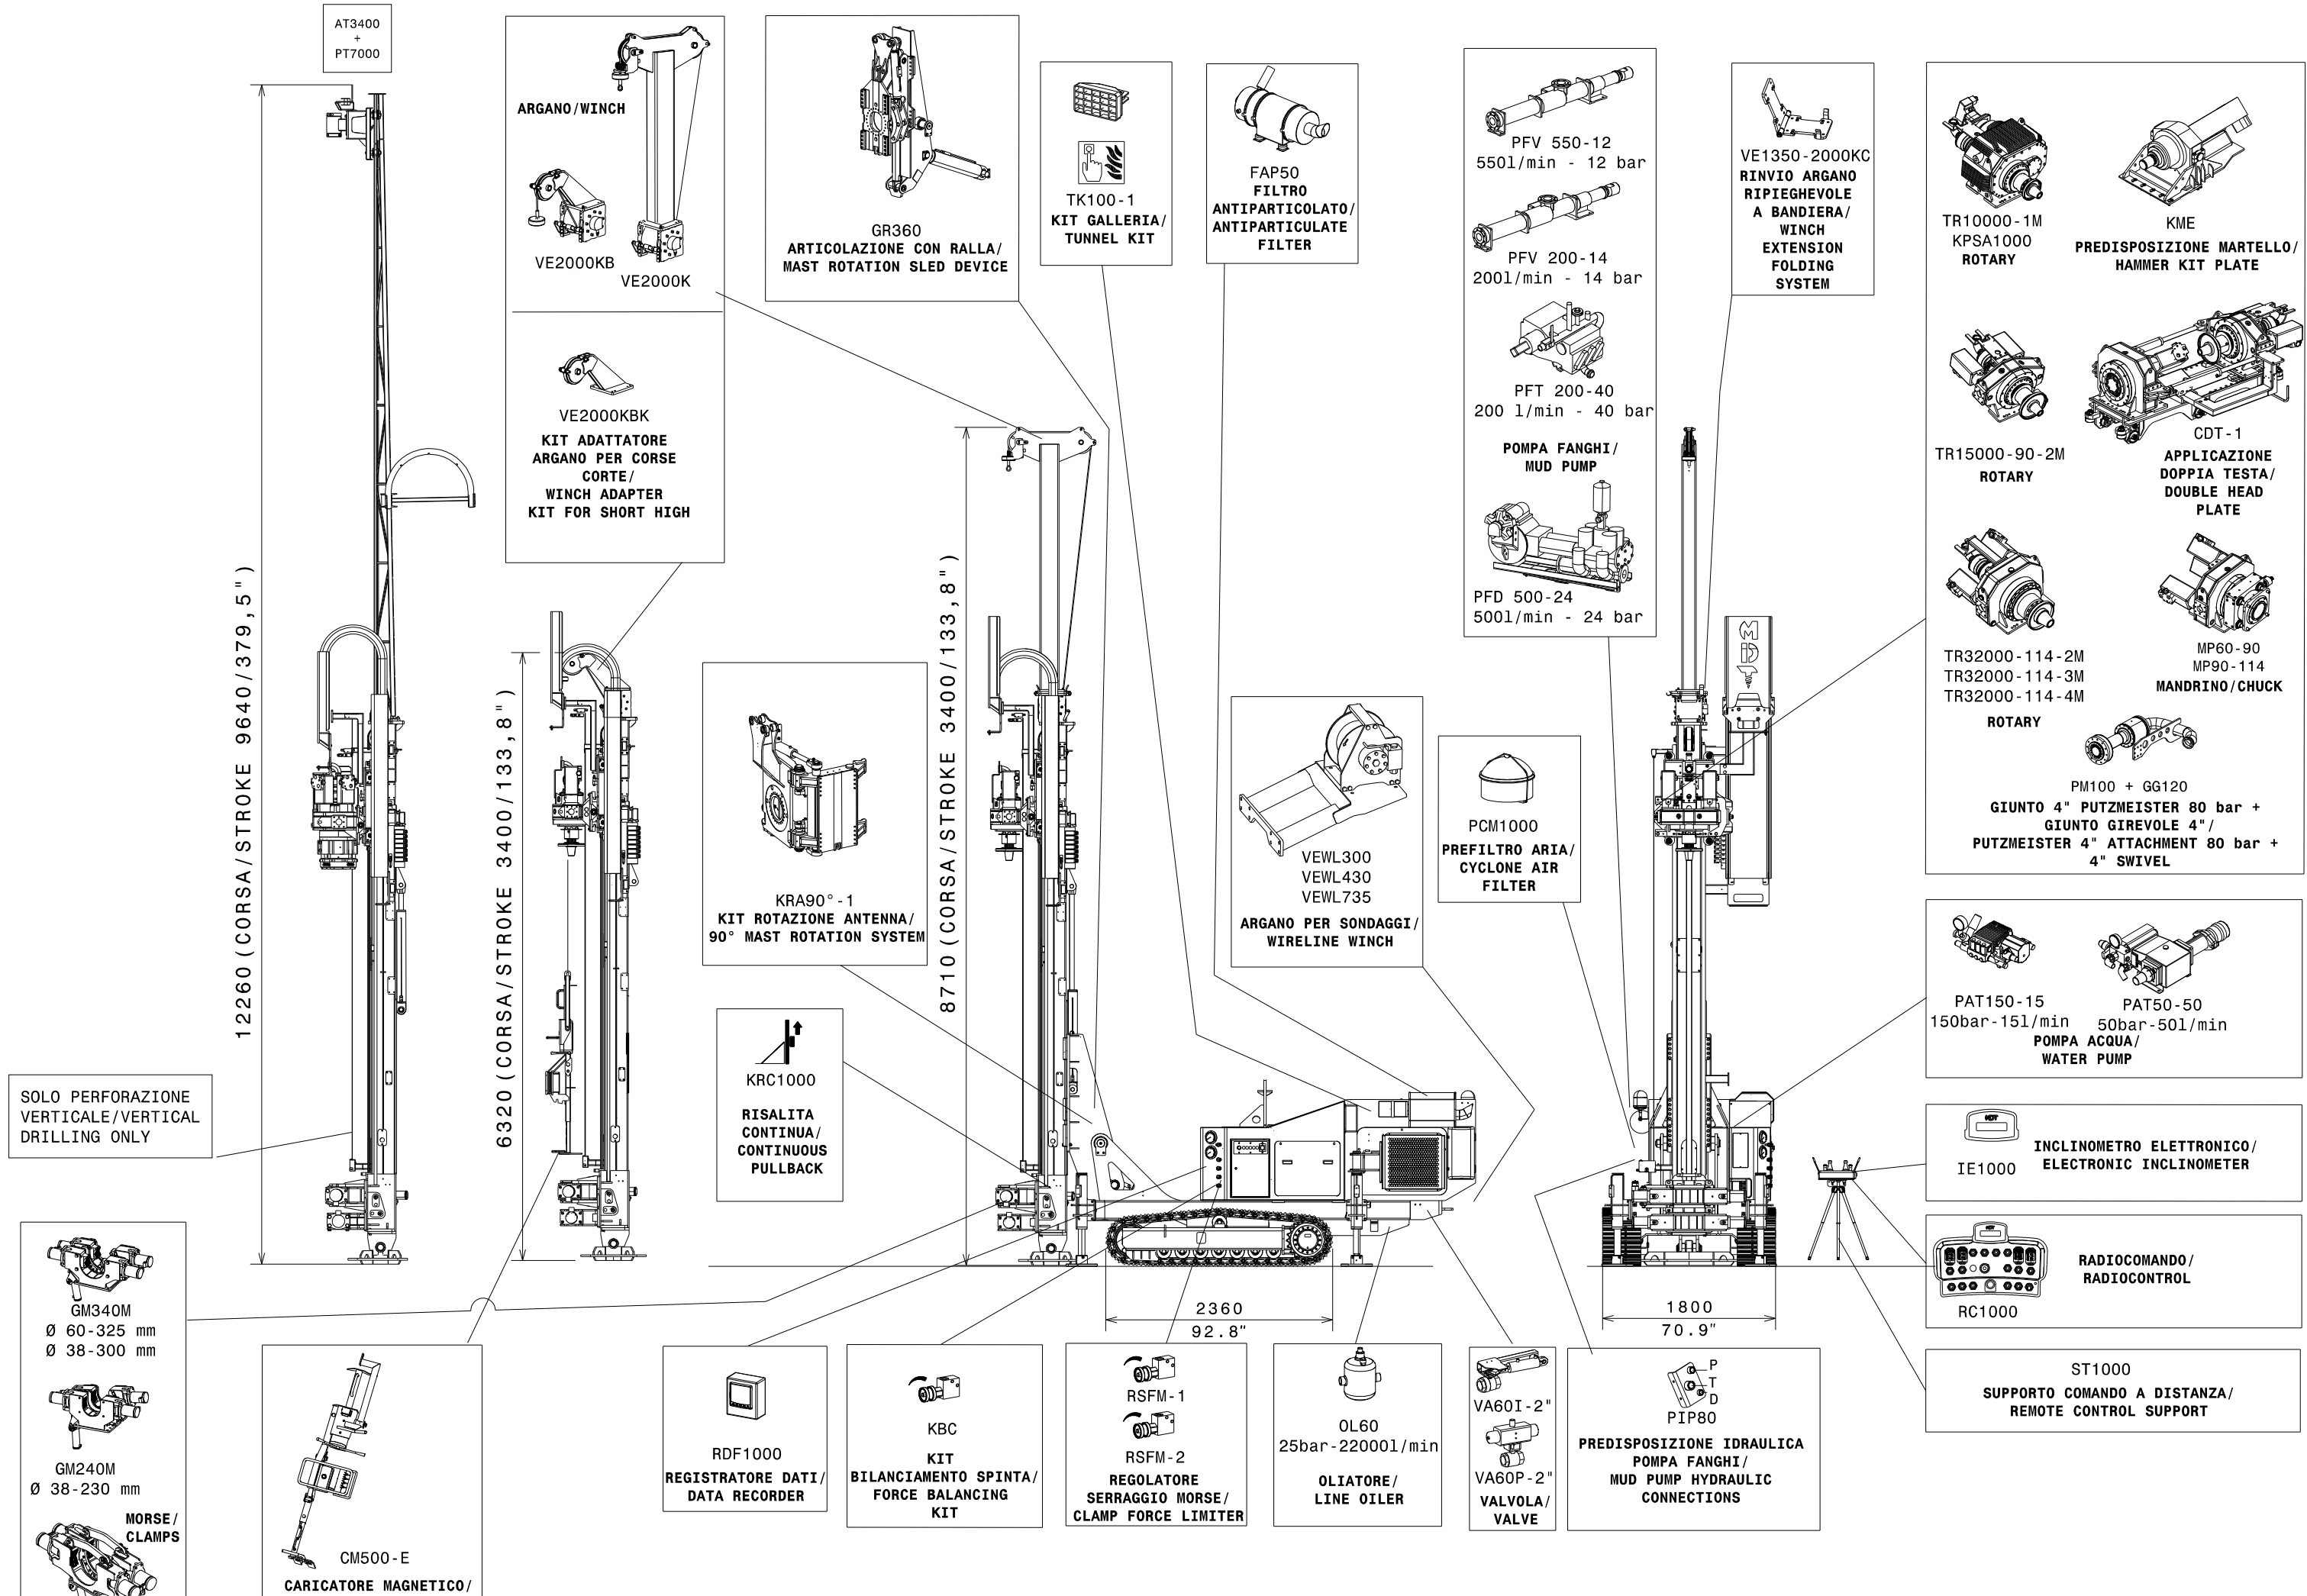 AT3400
+
PT7000
12260(CORSA/STROKE 9640/379,5")
SOLO PERFORAZIONE
VERTICALE/VERTICAL
DRILLING ONLY
GM340M
Ø 60-325 mm
Ø 38-300 mm
GM240M
Ø 38-230 mm
MORSE/
CLAMPS
ARGANO/WINCH
VE2000KB
VE2000K
VE2000KBK
KIT ADATTATORE
ARGANO PER CORSE
CORTE/
WINCH ADAPTER
KIT FOR SHORT HIGH
6320(CORSA/STROKE 3400/133,8")
CM500-E
CARICATORE MAGNETICO/
GR360
ARTICOLAZIONE CON RALLA/
MAST ROTATION SLED DEVICE
TK100-1
KIT GALLERIA/
TUNNEL KIT
FAP50
FILTRO
ANTIPARTICOLATO/
ANTIPARTICULATE
FILTER
KRA90°-1
KIT ROTAZIONE ANTENNA/
90° MAST ROTATION SYSTEM
KRC1000
RISALITA
CONTINUA/
CONTINUOUS
PULLBACK
8710(CORSA/STROKE 3400/133,8")
VEWL300
VEWL430
VEWL735
ARGANO PER SONDAGGI/
WIRELINE WINCH
PCM1000
PREFILTRO ARIA/
CYCLONE AIR
FILTER
PFV 550-12
550l/min - 12 bar
PFV 200-14
200l/min - 14 bar
PFT 200-40
200 l/min - 40 bar
POMPA FANGHI/
MUD PUMP
PFD 500-24
500l/min - 24 bar
VE1350-2000KC
RINVIO ARGANO
RIPIEGHEVOLE
A BANDIERA/
WINCH
EXTENSION
FOLDING
SYSTEM
MDT
TR10000-1M
KPSA1000
ROTARY
KME
PREDISPOSIZIONE MARTELLO/
HAMMER KIT PLATE
TR15000-90-2M
ROTARY
CDT-1
APPLICAZIONE
DOPPIA TESTA/
DOUBLE HEAD
PLATE
TR32000-114-2M
TR32000-114-3M
TR32000-114-4M
ROTARY
MP60-90
MP90-114
MANDRINO/CHUCK
PM100 + GG120
GIUNTO 4" PUTZMEISTER 80 bar +
GIUNTO GIREVOLE 4"/
PUTZMEISTER 4" ATTACHMENT 80 bar +
4" SWIVEL
PAT150-15
150bar-15l/min
PAT50-50
50bar-50l/min
POMPA ACQUA/
WATER PUMP
IE1000
INCLINOMETRO ELETTRONICO/
ELECTRONIC INCLINOMETER
RC1000
RADIOCOMANDO/
RADIOCONTROL
ST1000
SUPPORTO COMANDO A DISTANZA/
REMOTE CONTROL SUPPORT
2360
92.8"
1800
70.9"
RDF1000
REGISTRATORE DATI/
DATA RECORDER
KBC
KIT
BILANCIAMENTO SPINTA/
FORCE BALANCING
KIT
RSFM-1
RSFM-2
REGOLATORE
SERRAGGIO MORSE/
CLAMP FORCE LIMITER
OL60
25bar-22000l/min
OLIATORE/
LINE OILER
VA60I-2"
VA60P-2"
VALVOLA/
VALVE
P
T
D
PIP80
PREDISPOSIZIONE IDRAULICA
POMPA FANGHI/
MUD PUMP HYDRAULIC
CONNECTIONS